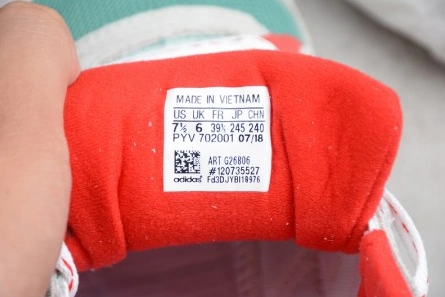 MADE IN VIETNAM
US UK FR JP CHN
7½ 6 39⅓ 245 240
PYV 702001 07/18
ART G26806
#120735527
adidas Fd3DJYBI18976